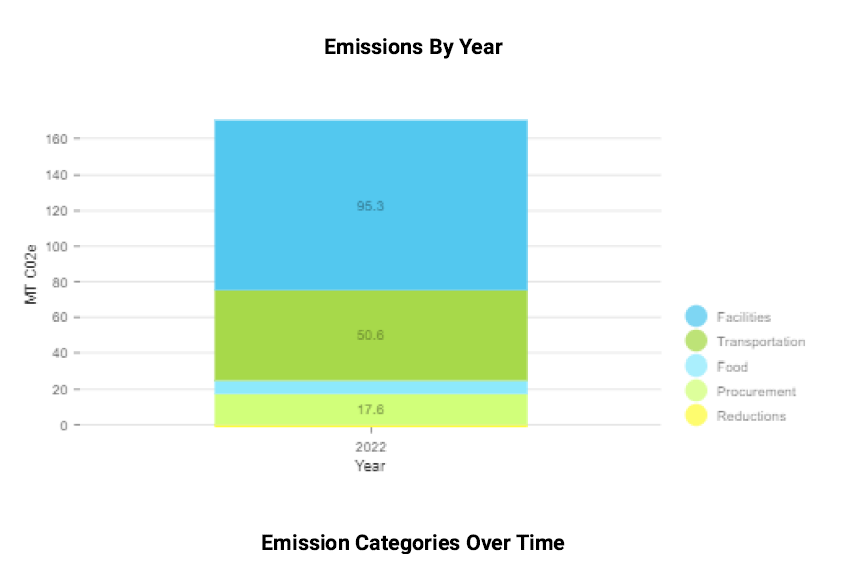 Emissions By Year
160
140
120
100
80
60
40
20
0
MT C02e
95.3
50.6
17.6
2022
Year
Facilities
Transportation
Food
Procurement
Reductions
Emission Categories Over Time